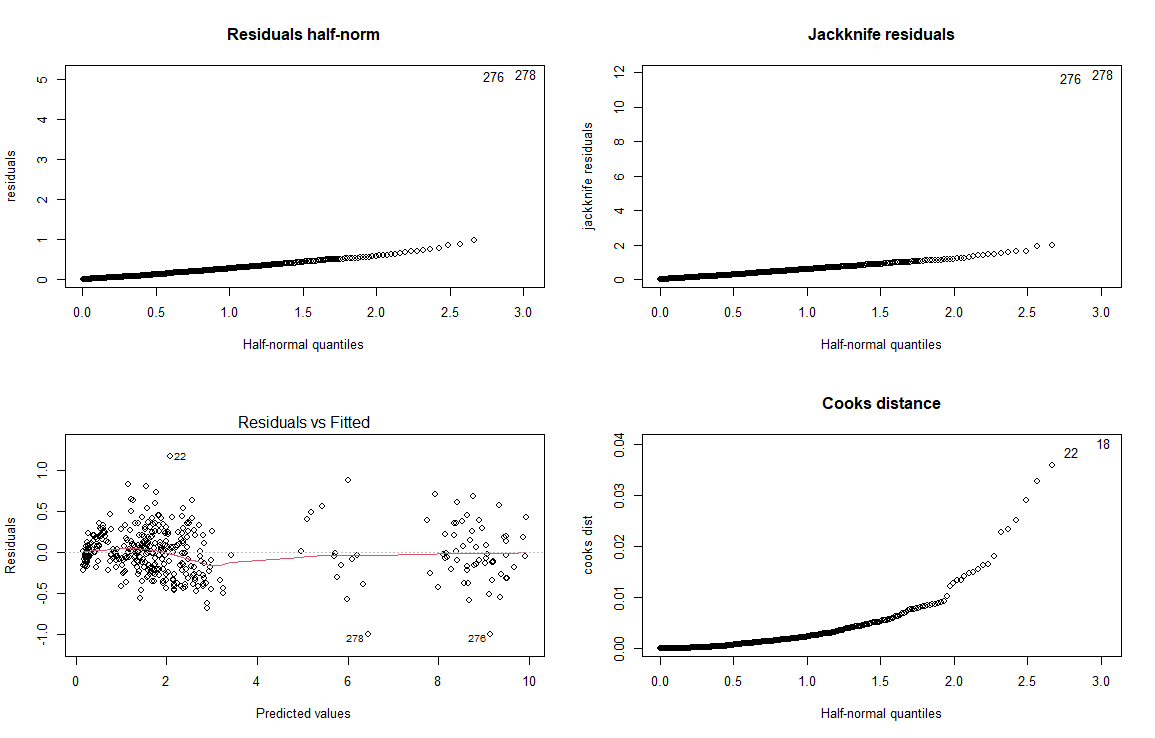 Residuals half-norm
residuals
0 1 2 3 4 5
276 278
0.0 0.5 1.0 1.5 2.0 2.5 3.0
Half-normal quantiles
Jackknife residuals
jackknife residuals
0 2 4 6 8 10 12
276 278
0.0 0.5 1.0 1.5 2.0 2.5 3.0
Half-normal quantiles
Residuals vs Fitted
Residuals
-1.0 -0.5 0.0 0.5 1.0
22
278
276
0 2 4 6 8 10
Predicted values
Cooks distance
cooks dist
0.00 0.01 0.02 0.03 0.04
22
18
0.0 0.5 1.0 1.5 2.0 2.5 3.0
Half-normal quantiles